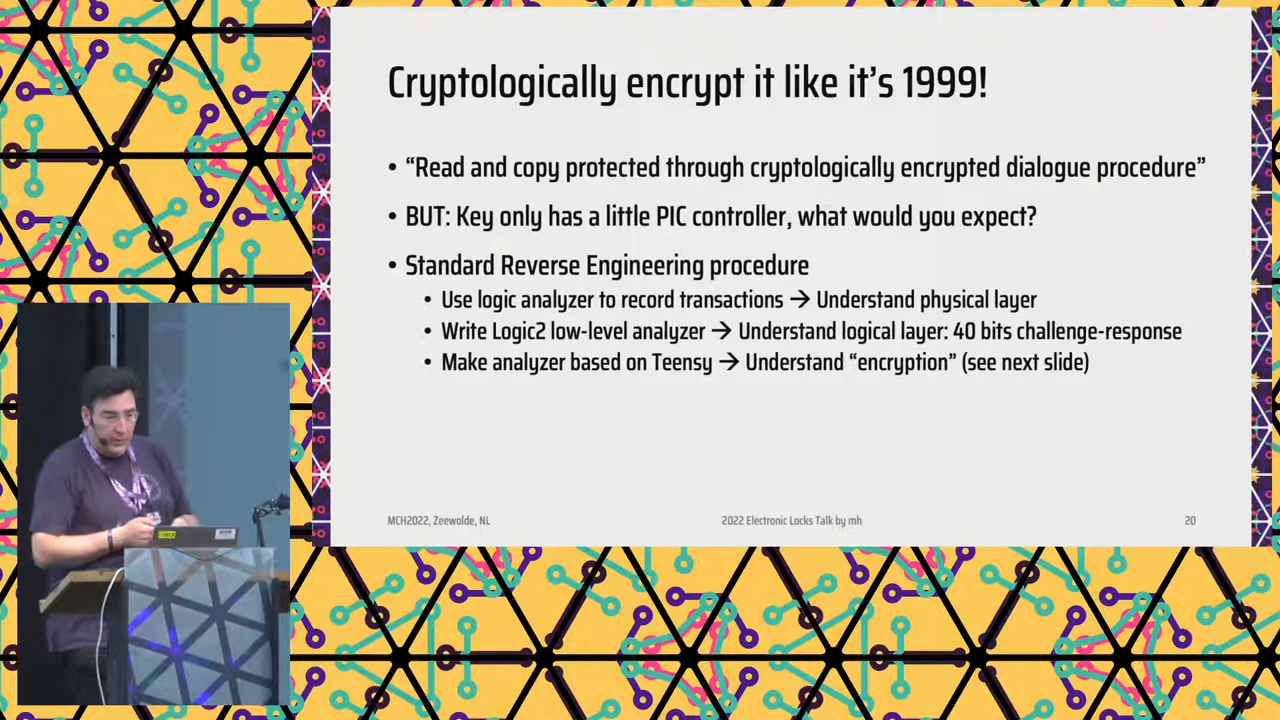 Cryptologically encrypt it like it's 1999!
• “Read and copy protected through cryptologically encrypted dialogue procedure”
• BUT: Key only has a little PIC controller, what would you expect?
• Standard Reverse Engineering procedure
• Use logic analyzer to record transactions → Understand physical layer
• Write Logic2 low-level analyzer → Understand logical layer: 40 bits challenge-response
• Make analyzer based on Teensy → Understand “encryption” (see next slide)
MCH2022, Zeewolde, NL
2022 Electronic Locks Talk by mh
20